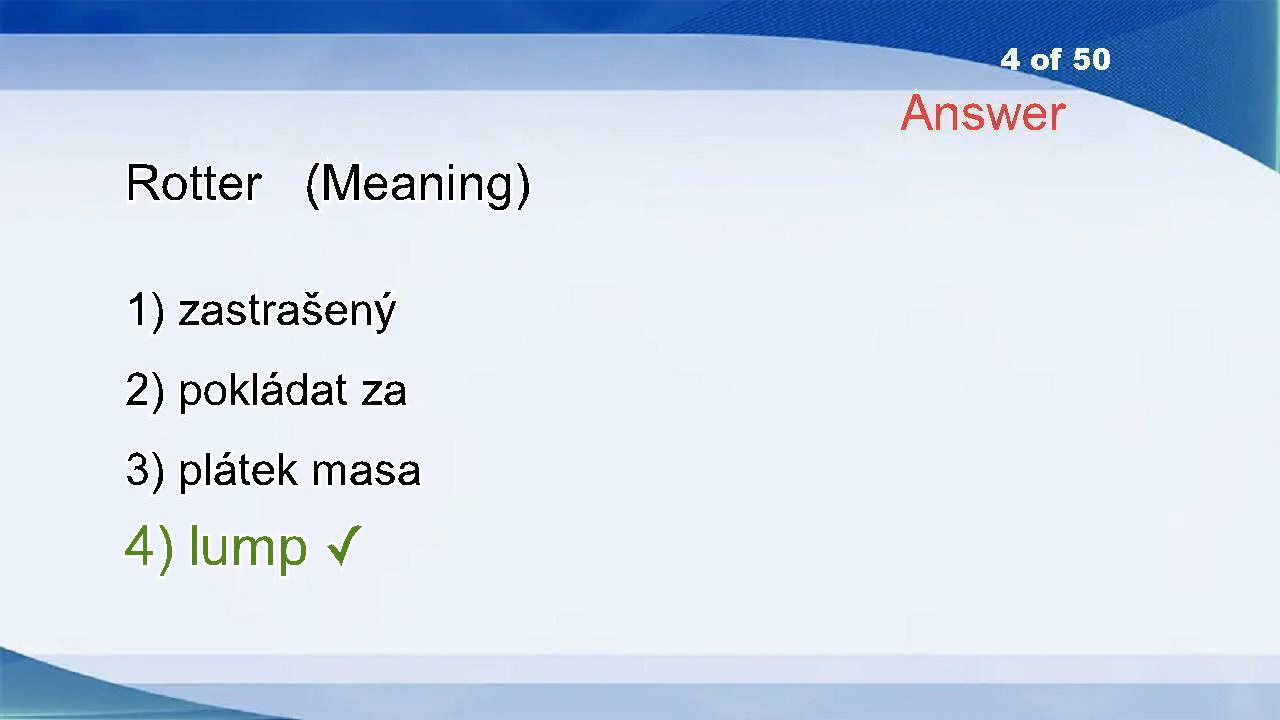 4 of 50
Answer
Rotter (Meaning)
1) zastrašený
2) pokládat za
3) plátek masa
4) lump ✓